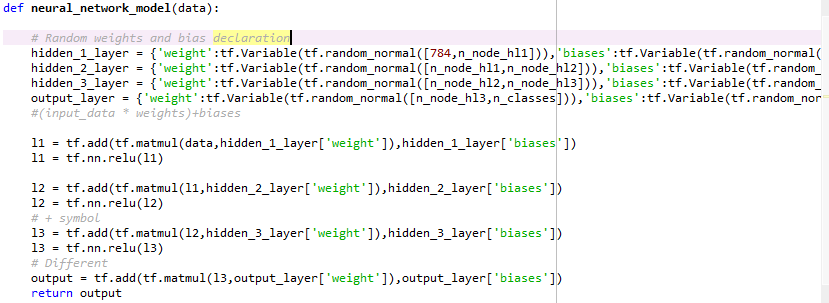 def neural_network_model(data):
# Random weights and bias declaration
hidden_1_layer = {'weight':tf.Variable(tf.random_normal([784,n_node_hl1])),'biases':tf.Variable(tf.random_normal(
hidden_2_layer = {'weight':tf.Variable(tf.random_normal([n_node_hl1,n_node_hl2])),'biases':tf.Variable(tf.random_
hidden_3_layer = {'weight':tf.Variable(tf.random_normal([n_node_hl2,n_node_hl3])),'biases':tf.Variable(tf.random_
output_layer = {'weight':tf.Variable(tf.random_normal([n_node_hl3,n_classes])),'biases':tf.Variable(tf.random_nor
#(input_data * weights)+biases
l1 = tf.add(tf.matmul(data,hidden_1_layer['weight']),hidden_1_layer['biases'])
l1 = tf.nn.relu(l1)
l2 = tf.add(tf.matmul(l1,hidden_2_layer['weight']),hidden_2_layer['biases'])
l2 = tf.nn.relu(l2)
# + symbol
l3 = tf.add(tf.matmul(l2,hidden_3_layer['weight']),hidden_3_layer['biases'])
l3 = tf.nn.relu(l3)
# Different
output = tf.add(tf.matmul(l3,output_layer['weight']),output_layer['biases'])
return output